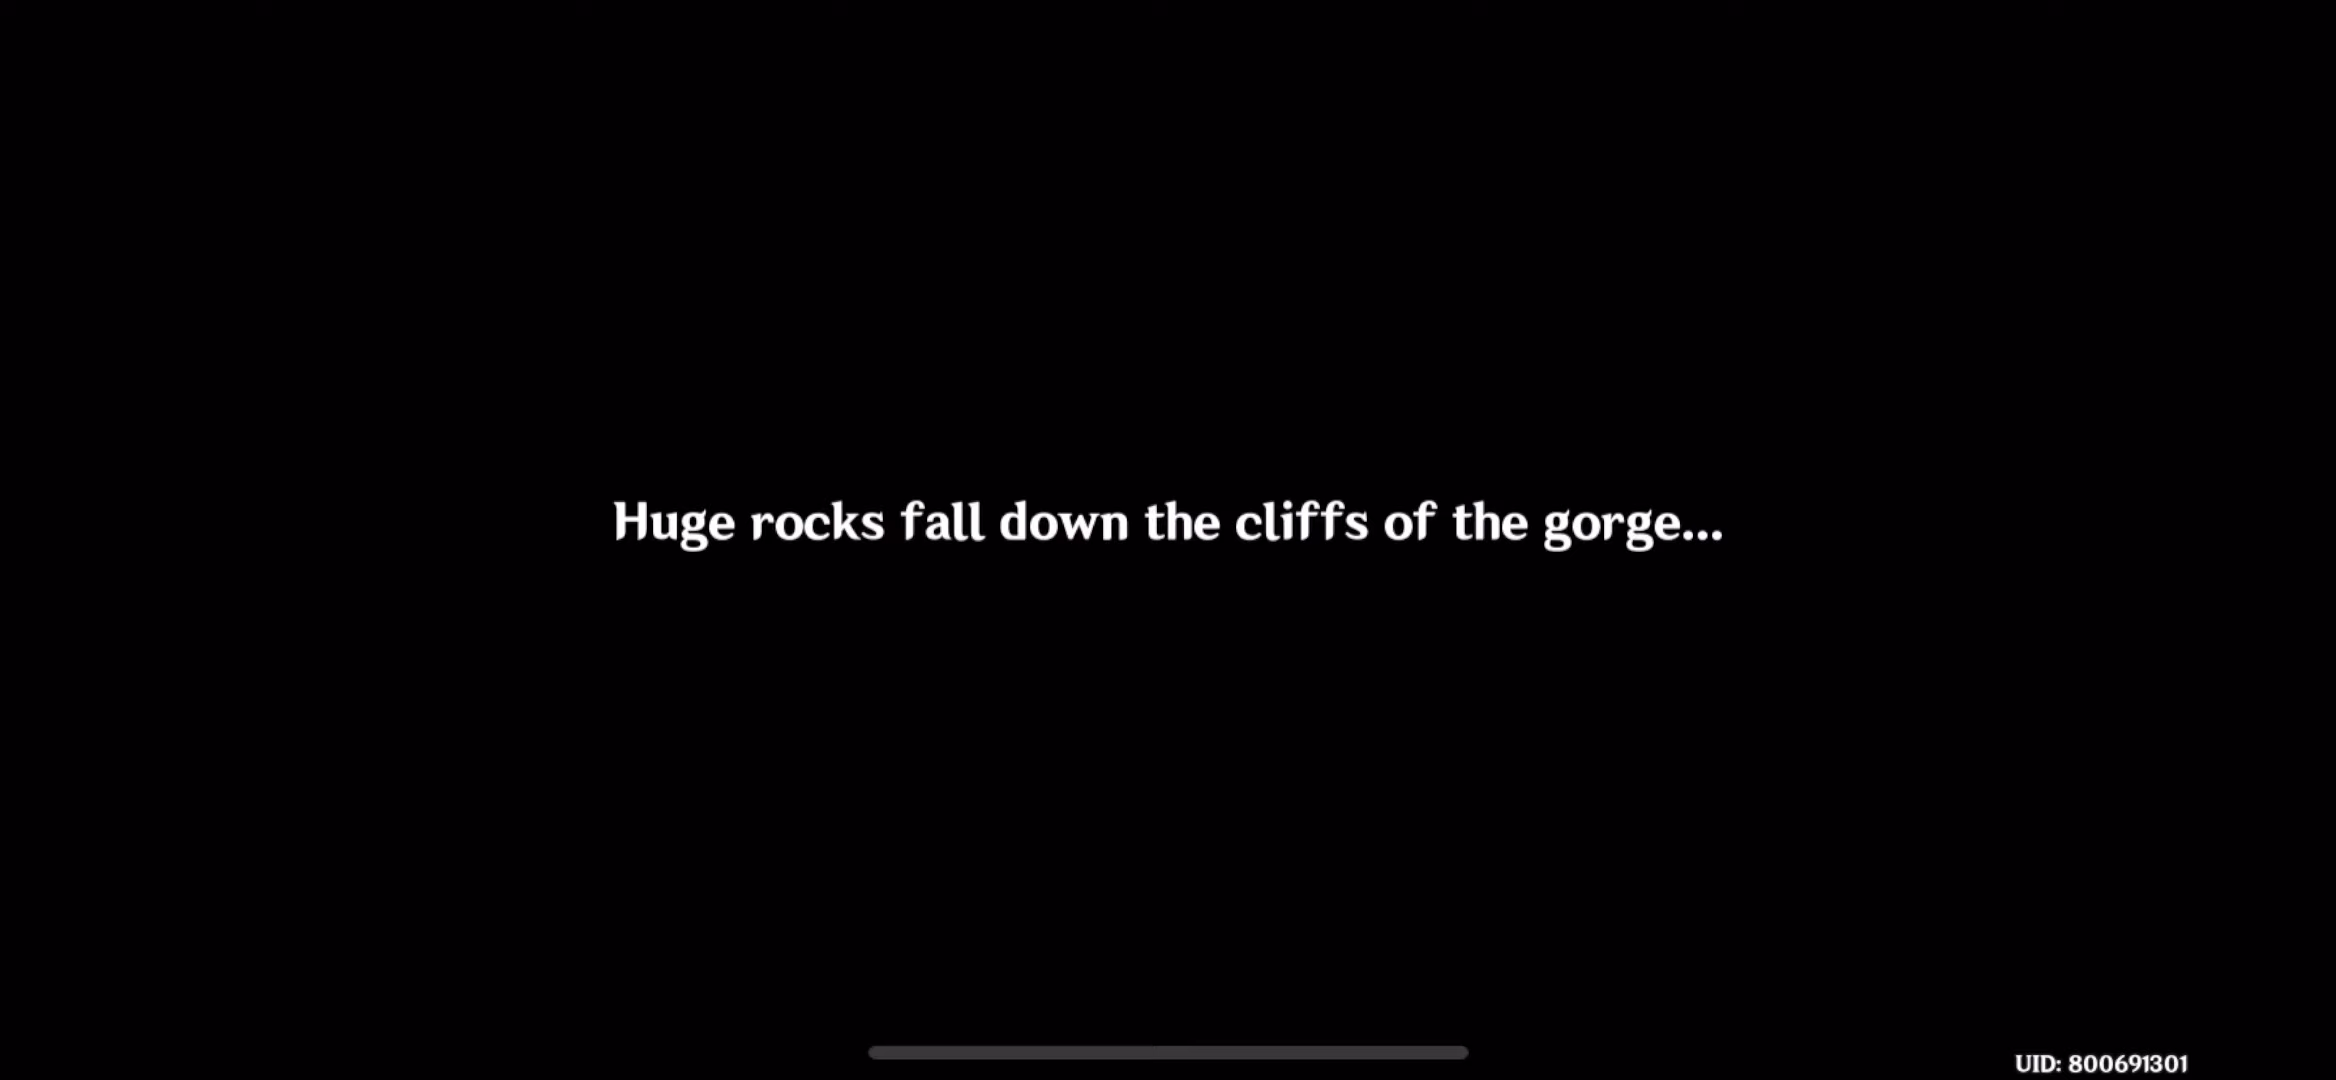 Huge rocks fall down the cliffs of the gorge...
UID: 800691301